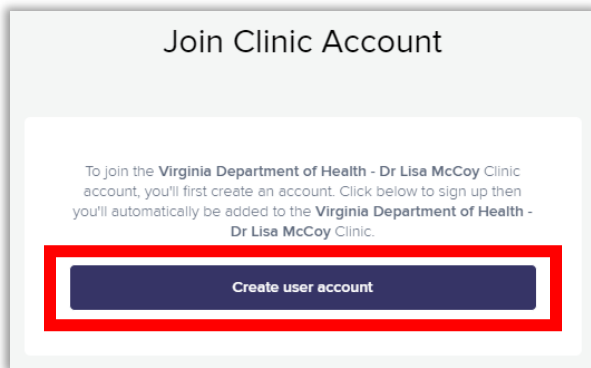 Join Clinic Account
To join the Virginia Department of Health - Dr Lisa McCoy Clinic
account, you'll first create an account. Click below to sign up then
you'll automatically be added to the Virginia Department of Health -
Dr Lisa McCoy Clinic.
Create user account